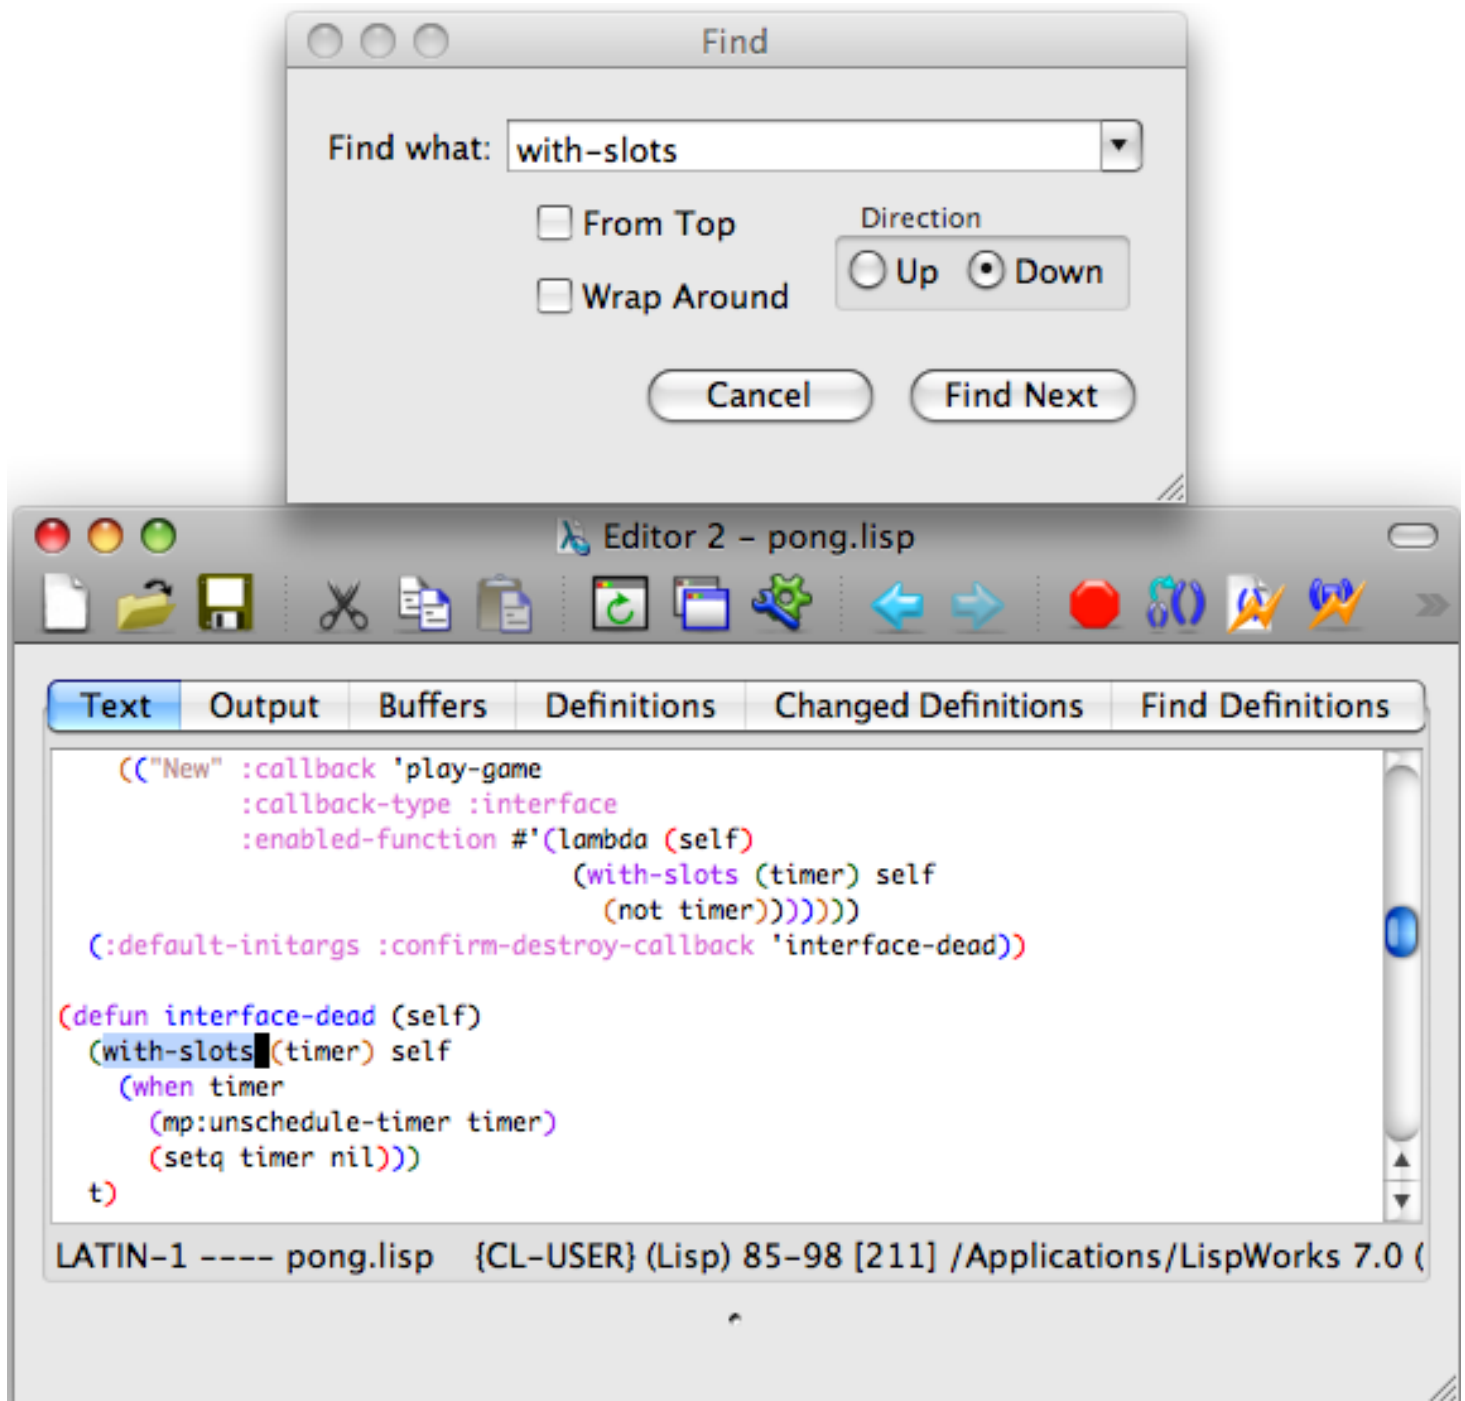 Find
Find what: with-slots
From Top
Direction
Up Down
Wrap Around
Cancel Find Next
Editor 2 – pong.lisp
Text Output Buffers Definitions Changed Definitions Find Definitions
(("New" :callback 'play-game
:callback-type :interface
:enabled-function #'(lambda (self)
(with-slots (timer) self
(not timer)))))))
(:default-initargs :confirm-destroy-callback 'interface-dead))
(defun interface-dead (self)
(with-slots (timer) self
(when timer
(mp:unschedule-timer timer)
(setq timer nil)))
t)
LATIN-1 ---- pong.lisp {CL-USER} (Lisp) 85-98 [211] /Applications/LispWorks 7.0 (